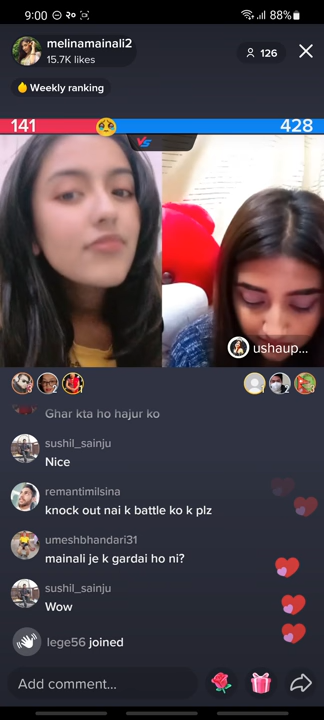 9:00 २०
88%
melinamainali2
15.7K likes
126
Weekly ranking
141
428
VS
ushaup...
Ghar kta ho hajur ko
sushil_sainju
Nice
remantimilsina
knock out nai k battle ko k plz
umeshbhandari31
mainali je k gardai ho ni?
sushil_sainju
Wow
lege56 joined
Add comment...